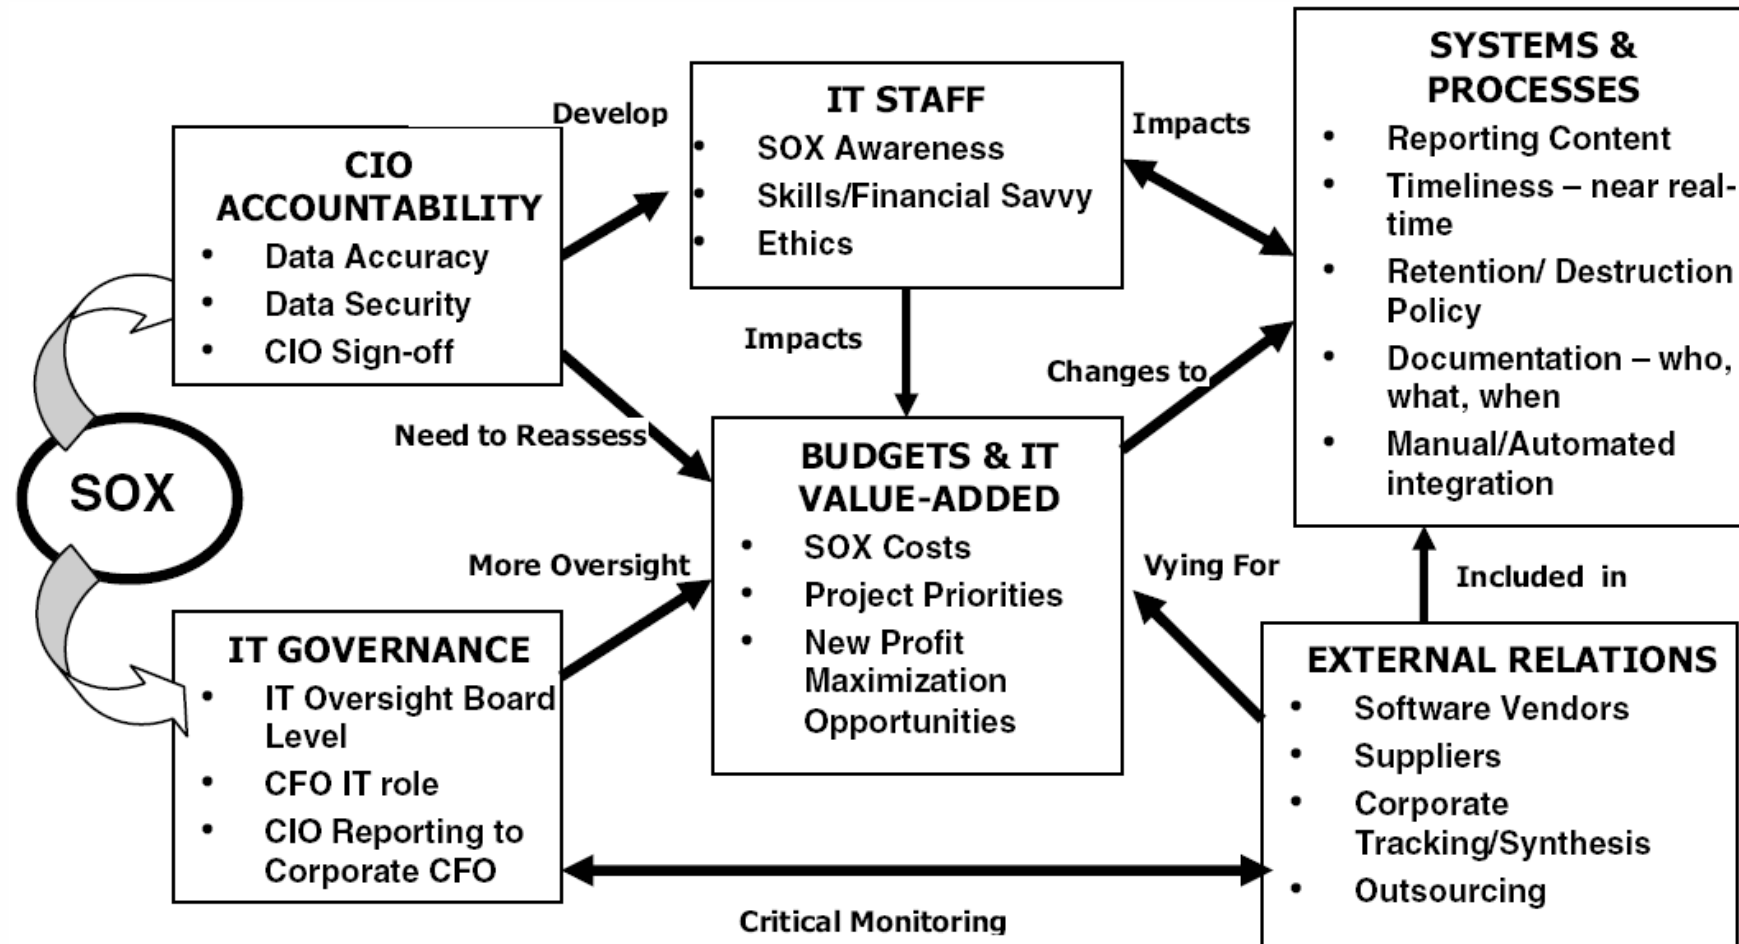 SOX
CIO
ACCOUNTABILITY
• Data Accuracy
• Data Security
• CIO Sign-off
Develop
IT STAFF
• SOX Awareness
• Skills/Financial Savvy
• Ethics
Impacts
SYSTEMS &
PROCESSES
• Reporting Content
• Timeliness – near real-
time
• Retention/ Destruction
Policy
• Documentation – who,
what, when
• Manual/Automated
integration
Impacts
Changes to
Need to Reassess
BUDGETS & IT
VALUE-ADDED
• SOX Costs
• Project Priorities
• New Profit
Maximization
Opportunities
More Oversight
Vying For
Included in
IT GOVERNANCE
• IT Oversight Board
Level
• CFO IT role
• CIO Reporting to
Corporate CFO
EXTERNAL RELATIONS
• Software Vendors
• Suppliers
• Corporate
Tracking/Synthesis
• Outsourcing
Critical Monitoring